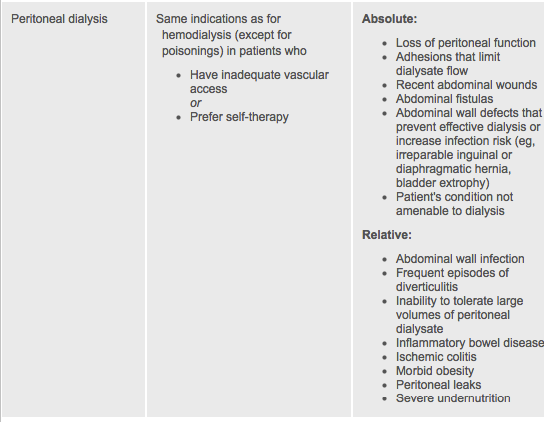 Peritoneal dialysis
Same indications as for
hemodialysis (except for
poisonings) in patients who
• Have inadequate vascular
access
or
• Prefer self-therapy
Absolute:
• Loss of peritoneal function
• Adhesions that limit
dialysate flow
• Recent abdominal wounds
• Abdominal fistulas
• Abdominal wall defects that
prevent effective dialysis or
increase infection risk (eg,
irreparable inguinal or
diaphragmatic hernia,
bladder extrophy)
• Patient's condition not
amenable to dialysis
Relative:
• Abdominal wall infection
• Frequent episodes of
diverticulitis
• Inability to tolerate large
volumes of peritoneal
dialysate
• Inflammatory bowel disease
• Ischemic colitis
• Morbid obesity
• Peritoneal leaks
• Severe undernutrition